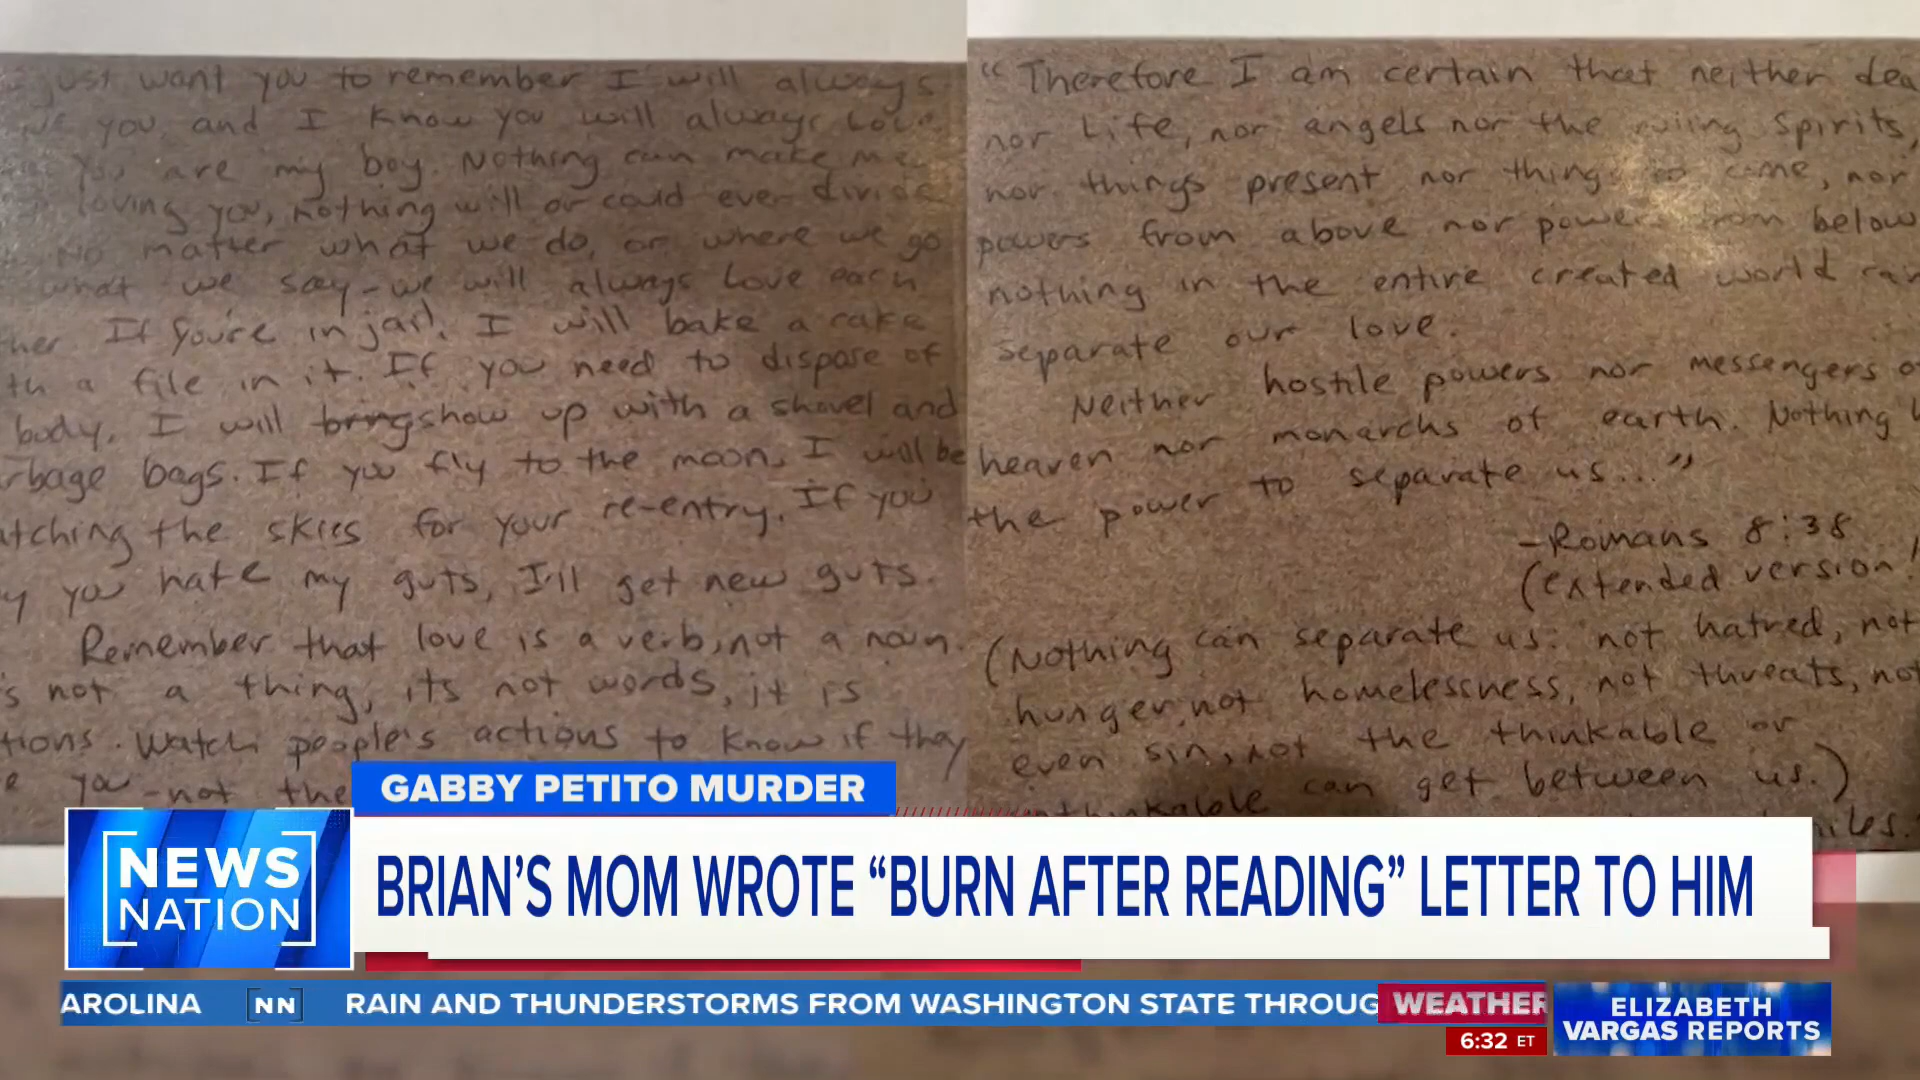 just want you to remember I will always
you, and I know you will always Love
You are my boy. Nothing can make me
loving you, nothing will or could ever divide
No matter what we do, or where we go
what we say - we will always Love each
ther. If you're in jail, I will bake a cake
th a file in it. If you need to dispose of
body, I will bring show up with a shovel and
rbage bags. If you fly to the moon, I will be
atching the skies for your re-entry. If you
y you hate my guts, I'll get new guts.
Remember that love is a verb, not a noun.
's not a thing, its not words, it is
tions. Watch people's actions to know if they
e you - not the
"Therefore I am certain that neither dea
nor Life, nor angels nor the ruling Spirits,
nor things present nor things to come, nor
powers from above nor powers from below
nothing in the entire created world can
separate our love.
Neither hostile powers nor messengers of
heaven nor monarchs of earth. Nothing h
the power to separate us..."
-Romans 8:38
(extended version!
(Nothing can separate us. not hatred, not
hunger, not homelessness, not threats, not
even sin, not the thinkable or
nthinkable can get between us.)
miles.
GABBY PETITO MURDER
NEWS NATION
BRIAN'S MOM WROTE “BURN AFTER READING” LETTER TO HIM
AROLINA NN RAIN AND THUNDERSTORMS FROM WASHINGTON STATE THROUG WEATHER
6:32 ET
ELIZABETH
VARGAS REPORTS